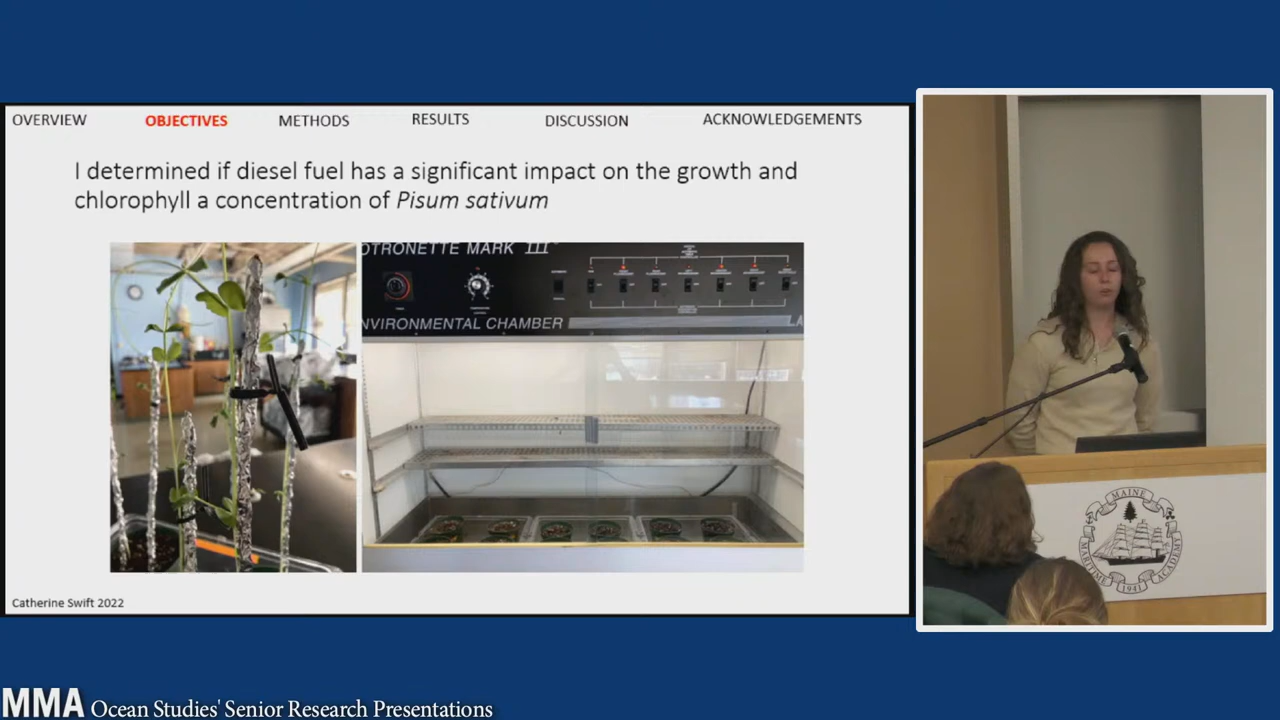 OVERVIEW OBJECTIVES METHODS RESULTS DISCUSSION ACKNOWLEDGEMENTS
I determined if diesel fuel has a significant impact on the growth and
chlorophyll a concentration of Pisum sativum
OTRONETTE MARK III
NVIRONMENTAL CHAMBER
LA
Catherine Swift 2022
MAINE
MARITIME ACADEMY
1941
MMA Ocean Studies' Senior Research Presentations